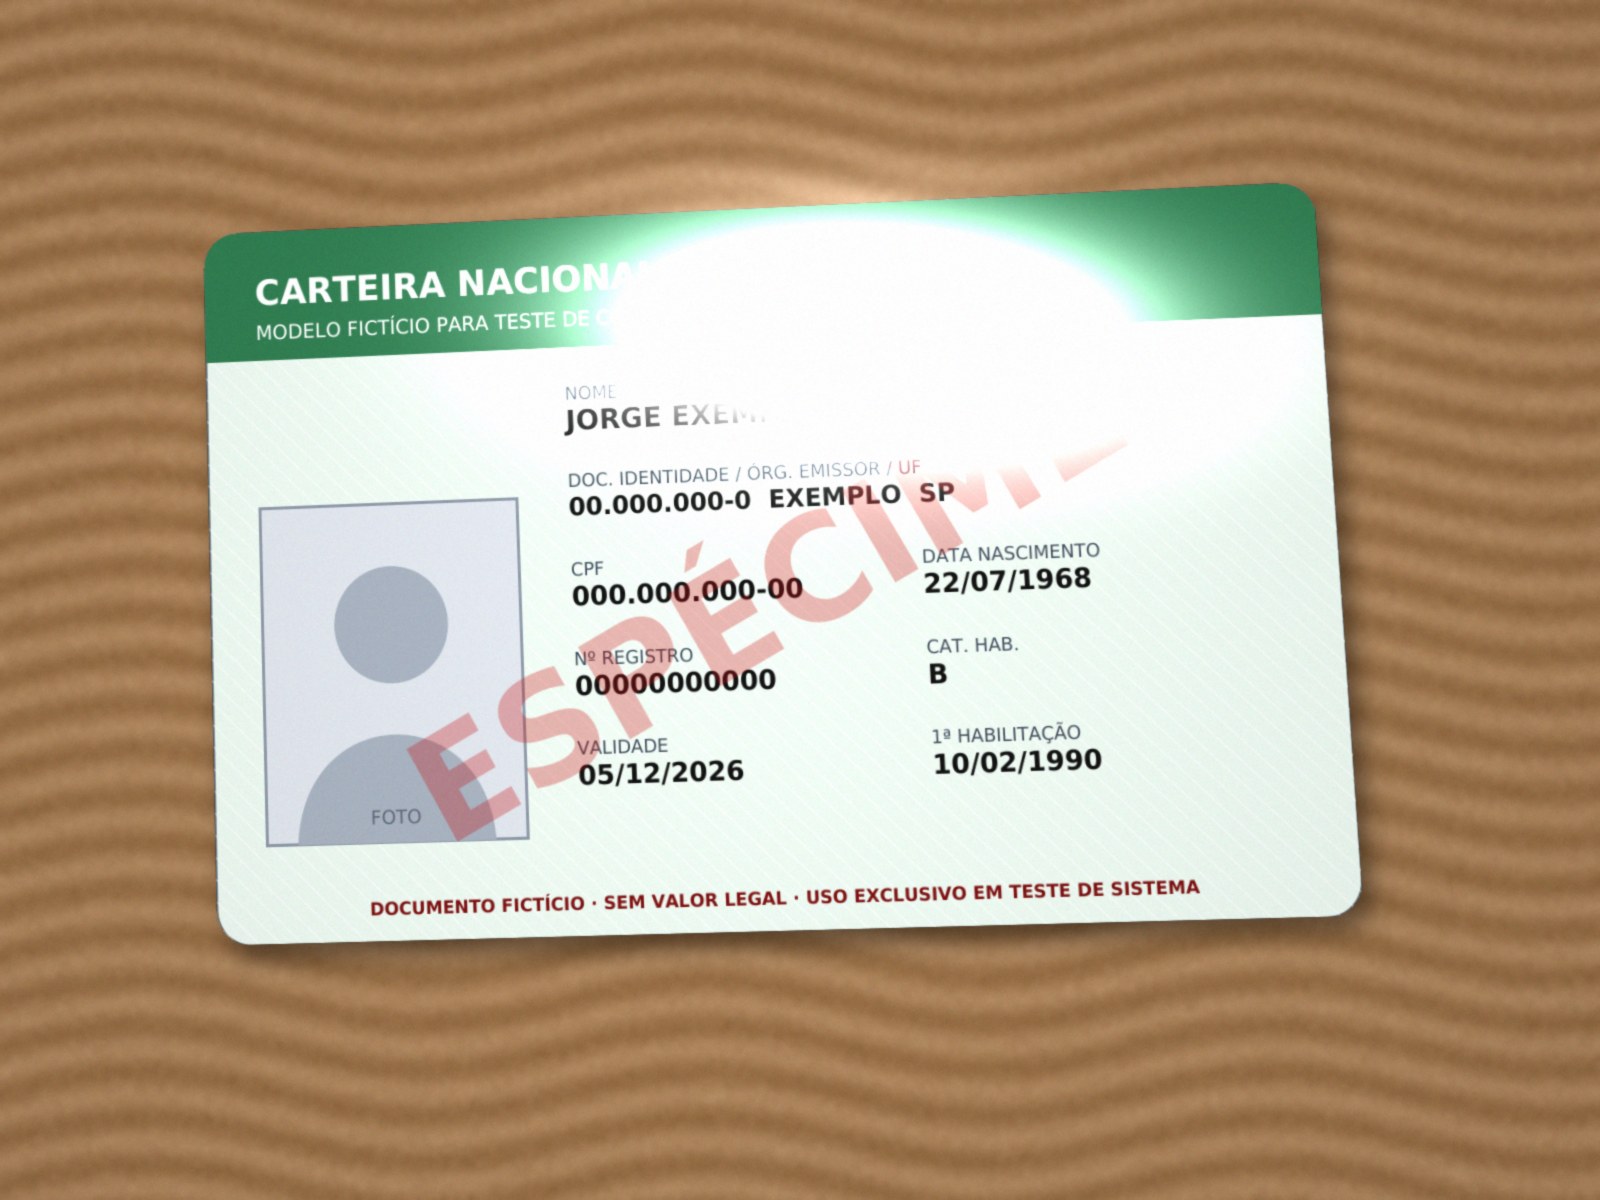 CARTEIRA
MODELO FICTÍCIO PARA TESTE DE
NOME
JORGE
DOC. IDENTIDADE / ÓRG. EMISSOR / UF
00.000.000-0 EXEMPLO SP
CPF
000.000.000-00
DATA NASCIMENTO
22/07/1968
Nº REGISTRO
00000000000
CAT. HAB.
B
VALIDADE
05/12/2026
1ª HABILITAÇÃO
10/02/1990
FOTO
DOCUMENTO FICTÍCIO · SEM VALOR LEGAL · USO EXCLUSIVO EM TESTE DE SISTEMA